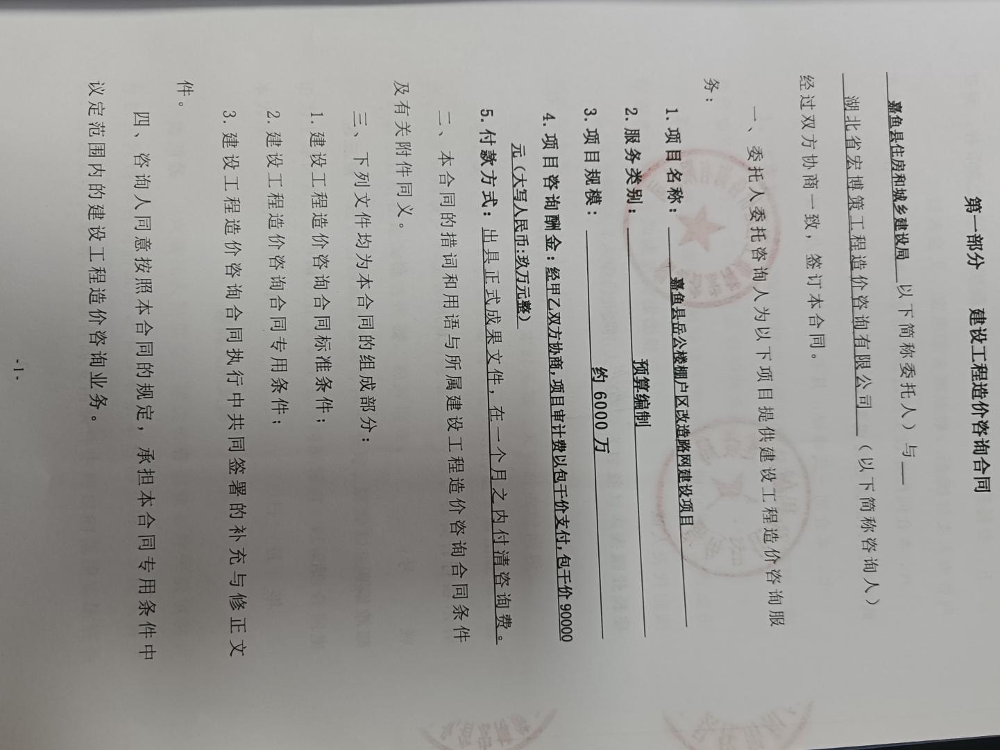 第一部分 建设工程造价咨询合同
嘉鱼县住房和城乡建设局 以下简称委托人）与
湖北省宏博策工程造价咨询有限公司 （以下简称咨询人）
经过双方协商一致，签订本合同。
一、委托人委托咨询人为以下项目提供建设工程造价咨询服
务：
1. 项目名称： 嘉鱼县岳公楼棚户区改造路网建设项目
2. 服务类别： 预算编制
3. 项目规模： 约 6000 万
4. 项目咨询酬金：经甲乙双方协商，项目审计费以包干价支付，包干价 90000
元（大写人民币：玖万元整）
5. 付款方式：出具正式成果文件，在一个月之内付清咨询费。
二、本合同的措词和用语与所属建设工程造价咨询合同条件
及有关附件同义。
三、下列文件均为本合同的组成部分：
1. 建设工程造价咨询合同标准条件；
2. 建设工程造价咨询合同专用条件；
3. 建设工程造价咨询合同执行中共同签署的补充与修正文
件。
四、咨询人同意按照本合同的规定，承担本合同专用条件中
议定范围内的建设工程造价咨询业务。
-1-